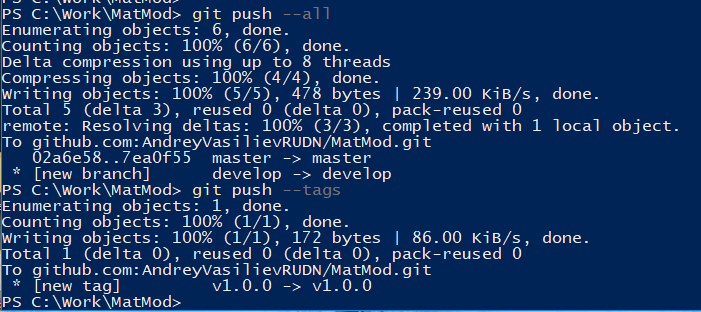 PS C:\Work\MatMod> git push --all
Enumerating objects: 6, done.
Counting objects: 100% (6/6), done.
Delta compression using up to 8 threads
Compressing objects: 100% (4/4), done.
Writing objects: 100% (5/5), 478 bytes | 239.00 KiB/s, done.
Total 5 (delta 3), reused 0 (delta 0), pack-reused 0
remote: Resolving deltas: 100% (3/3), completed with 1 local object.
To github.com:AndreyVasilievRUDN/MatMod.git
   02a6e58..7ea0f55  master -> master
 * [new branch]      develop -> develop
PS C:\Work\MatMod> git push --tags
Enumerating objects: 1, done.
Counting objects: 100% (1/1), done.
Writing objects: 100% (1/1), 172 bytes | 86.00 KiB/s, done.
Total 1 (delta 0), reused 0 (delta 0), pack-reused 0
To github.com:AndreyVasilievRUDN/MatMod.git
 * [new tag]         v1.0.0 -> v1.0.0
PS C:\Work\MatMod>